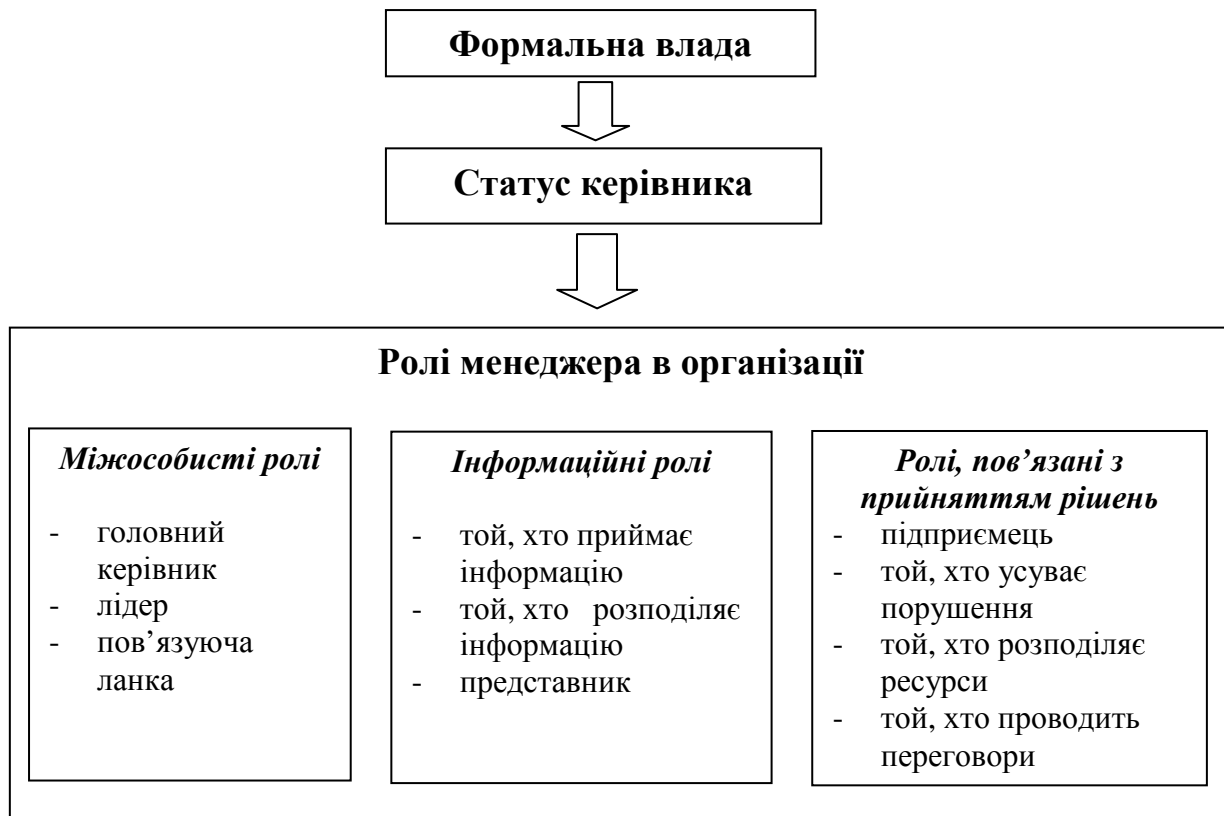 Формальна влада
Статус керівника
Ролі менеджера в організації
Міжособисті ролі
- головний
керівник
- лідер
- пов’язуюча
ланка
Інформаційні ролі
- той, хто приймає
інформацію
- той, хто розподіляє
інформацію
- представник
Ролі, пов’язані з
прийняттям рішень
- підприємець
- той, хто усуває
порушення
- той, хто розподіляє
ресурси
- той, хто проводить
переговори